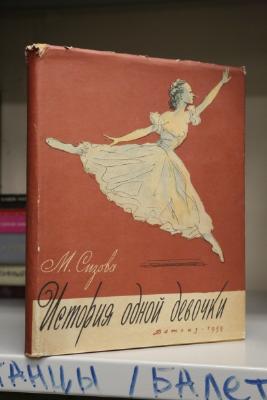 М. Сизова
История одной девочки
Детгиз · 1959
ТАНЦЫ / БАЛЕТ